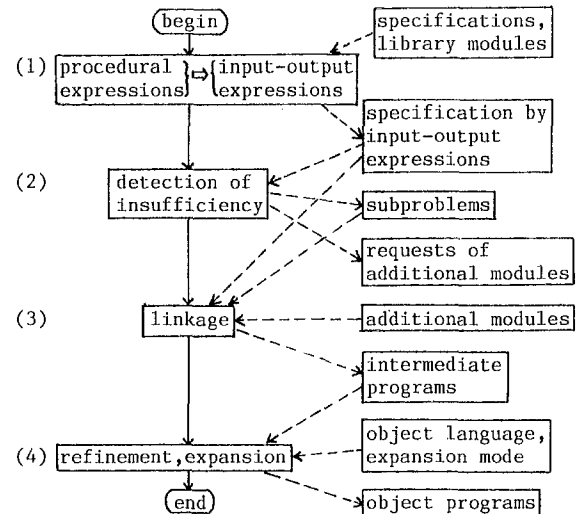 begin
specifications,
library modules
(1) procedural
expressions } ⇒ { input-output
expressions
specification by
input-output
expressions
(2) detection of
insufficiency
subproblems
requests of
additional modules
(3) linkage
additional modules
intermediate
programs
object language,
expansion mode
(4) refinement,expansion
end
object programs